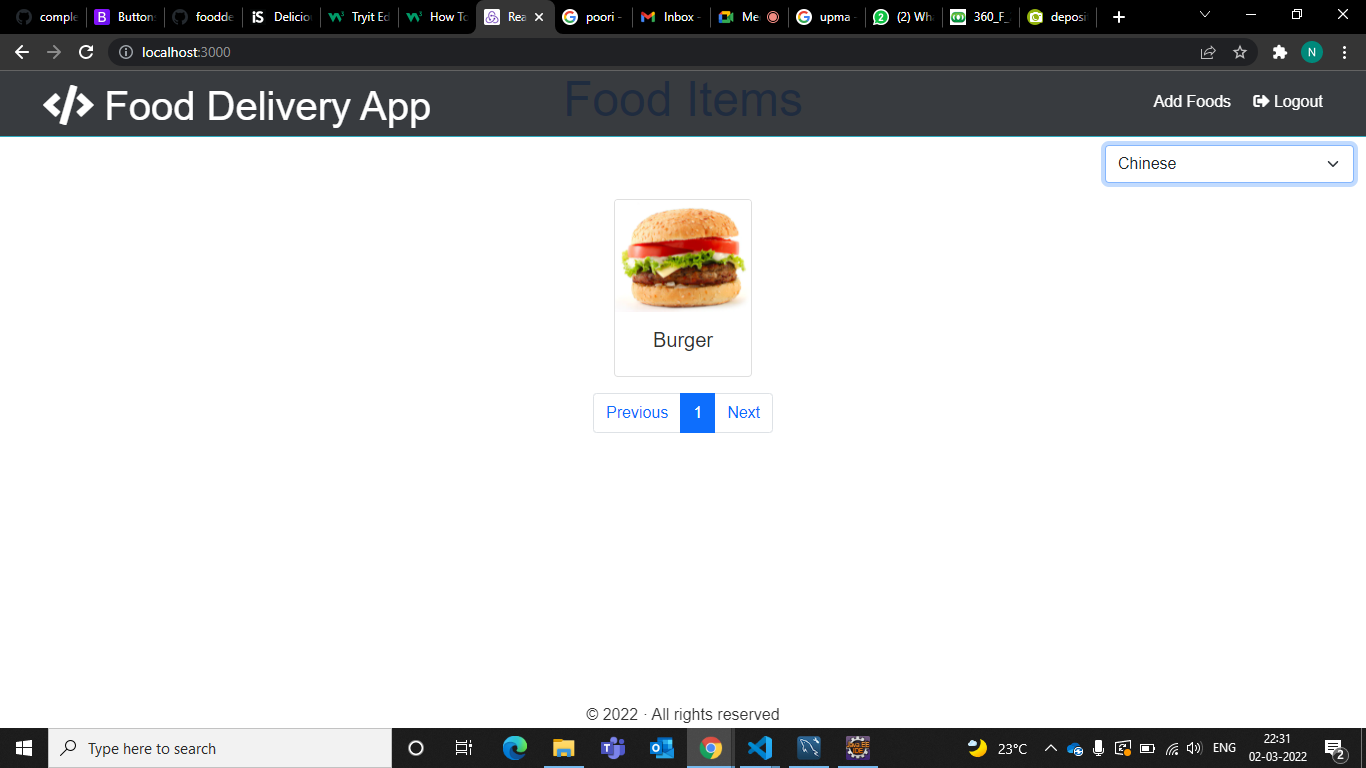 comple
Button
foodde
iS Delicio
Tryit Ed
How To
Rea
poori -
Inbox -
Me
upma
(2) Wh
360_F_
deposi
localhost:3000
N
</> Food Delivery App
Food Items
Add Foods
Logout
Chinese
Burger
Previous 1 Next
© 2022 · All rights reserved
Type here to search
23°C
ENG
22:31
02-03-2022
2